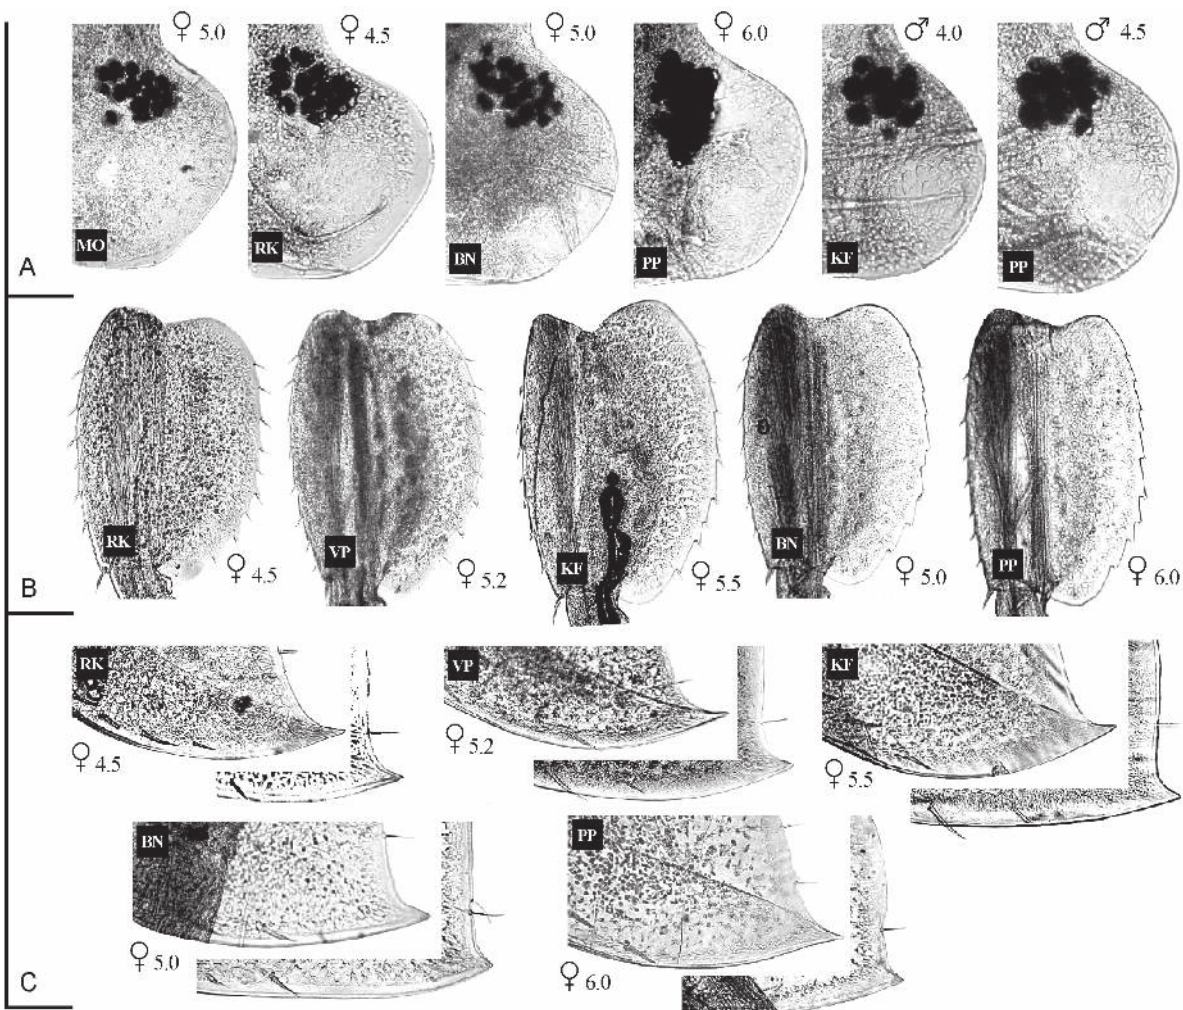 ♀ 5.0 ♀ 4.5 ♀ 5.0 ♀ 6.0 ♂ 4.0 ♂ 4.5
MO RK BN PP KF PP
A
RK VP KF BN PP
♀ 4.5 ♀ 5.2 ♀ 5.5 ♀ 5.0 ♀ 6.0
B
RK VP KF
♀ 4.5 ♀ 5.2 ♀ 5.5
BN PP
♀ 5.0 ♀ 6.0
C